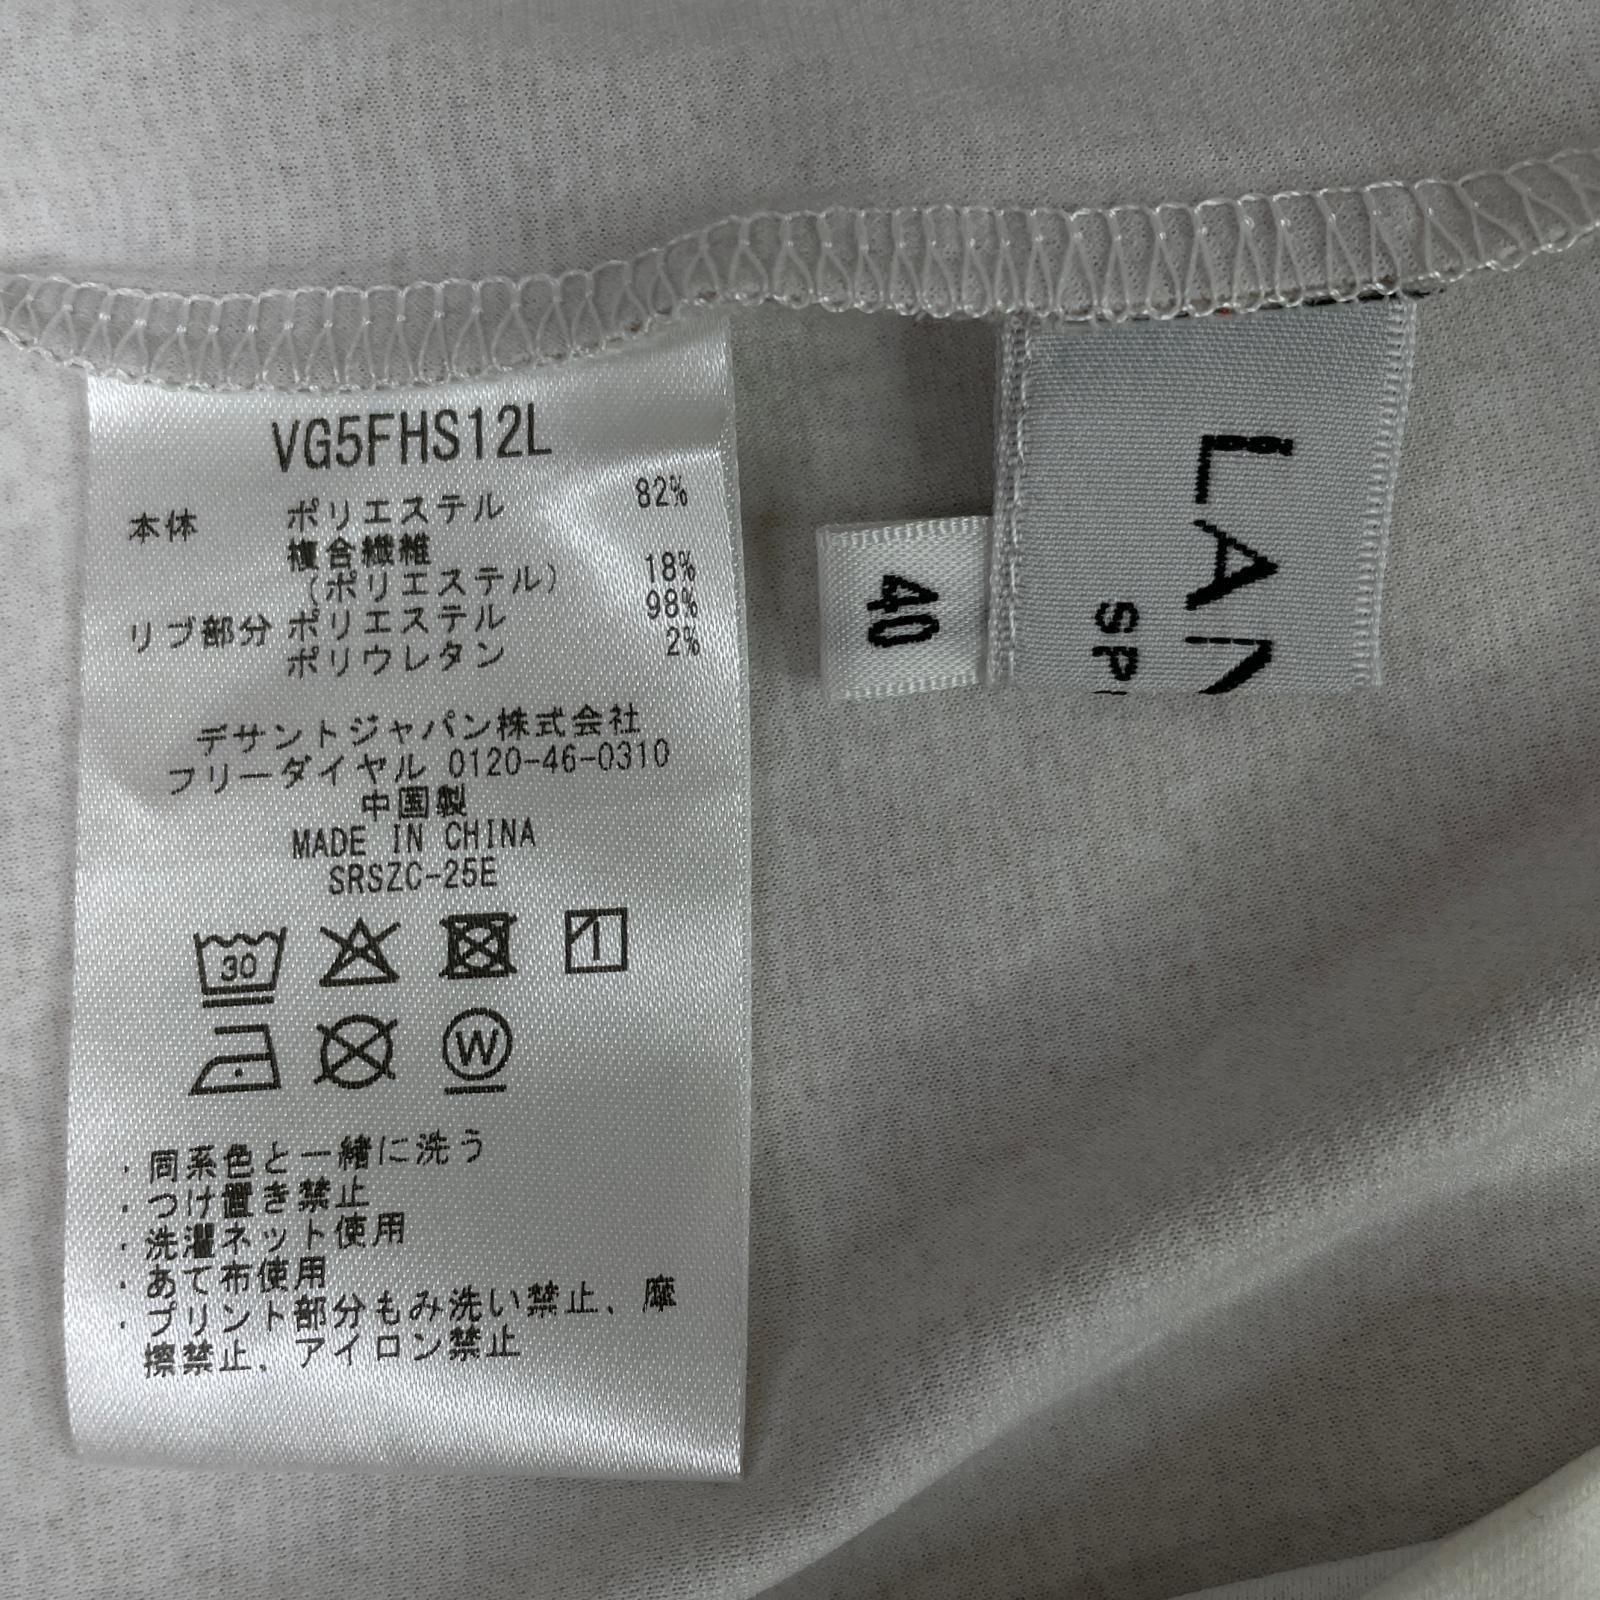 VG5FHS12L
本体 ポリエステル 82%
複合繊維
(ポリエステル) 18%
リブ部分 ポリエステル 98%
ポリウレタン 2%
デサントジャパン株式会社
フリーダイヤル 0120-46-0310
中国製
MADE IN CHINA
SRSZC-25E
30
W
・同系色と一緒に洗う
・つけ置き禁止
・洗濯ネット使用
・あて布使用
・プリント部分もみ洗い禁止、摩
擦禁止、アイロン禁止
40
LAN
SP